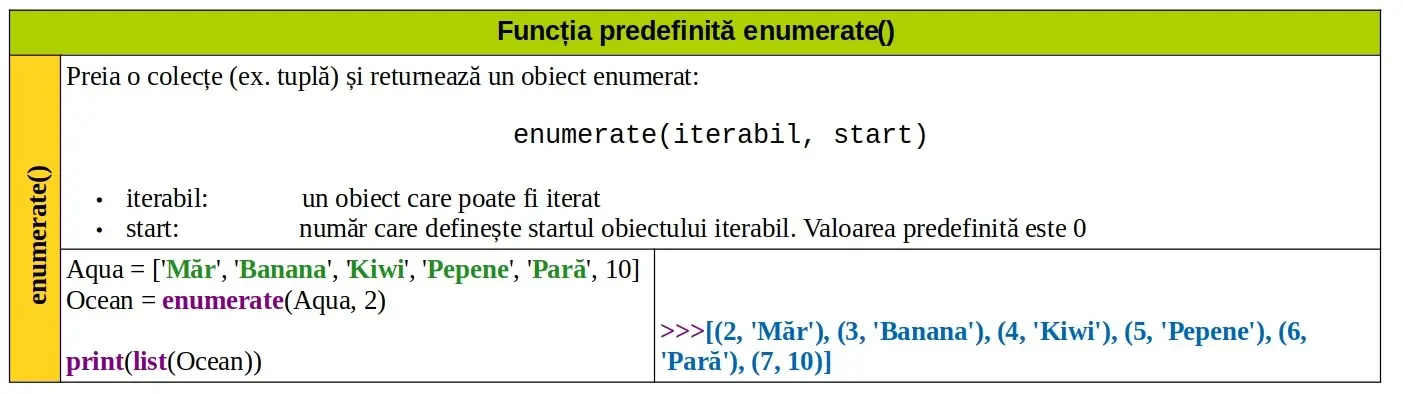 Funcția predefinită enumerate()
enumerate()
Preia o colecțe (ex. tuplă) și returnează un obiect enumerat:
enumerate(iterabil, start)
• iterabil: un obiect care poate fi iterat
• start: număr care definește startul obiectului iterabil. Valoarea predefinită este 0
Aqua = ['Măr', 'Banana', 'Kiwi', 'Pepene', 'Pară', 10]
Ocean = enumerate(Aqua, 2)
print(list(Ocean))
>>>[(2, 'Măr'), (3, 'Banana'), (4, 'Kiwi'), (5, 'Pepene'), (6,
'Pară'), (7, 10)]